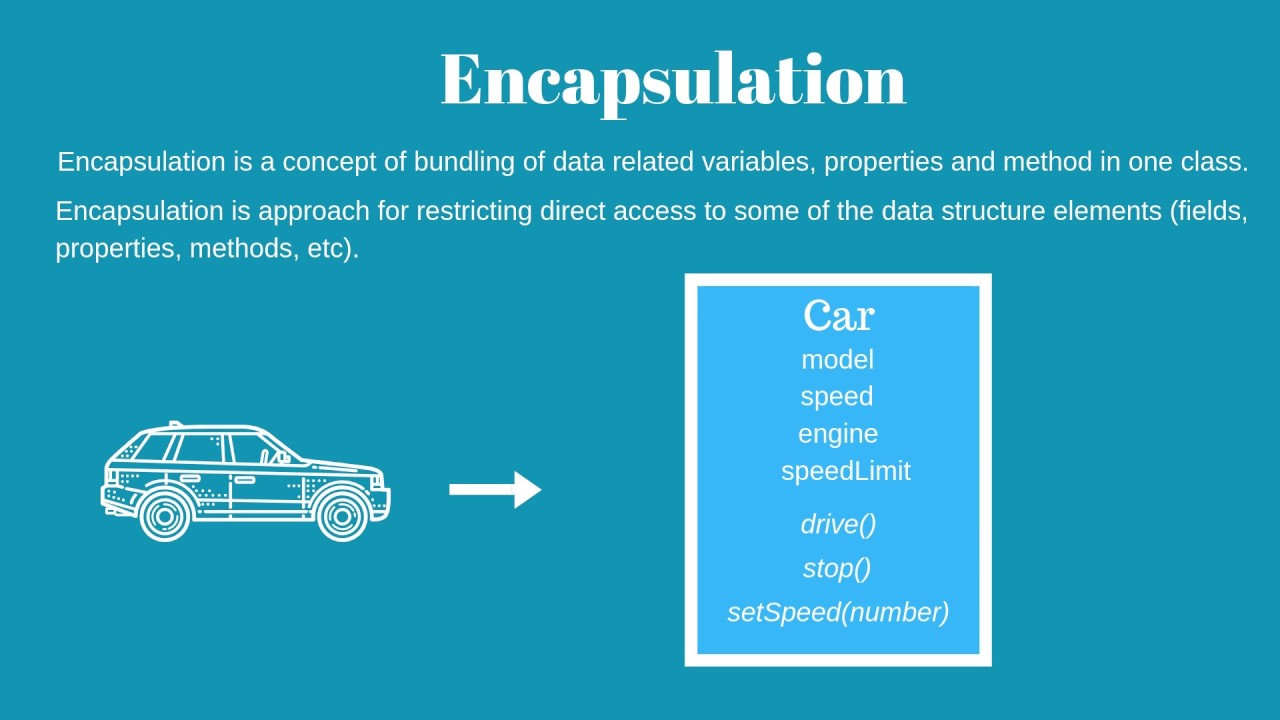 Encapsulation
Encapsulation is a concept of bundling of data related variables, properties and method in one class.
Encapsulation is approach for restricting direct access to some of the data structure elements (fields,
properties, methods, etc).
Car
model
speed
engine
speedLimit
drive()
stop()
setSpeed(number)